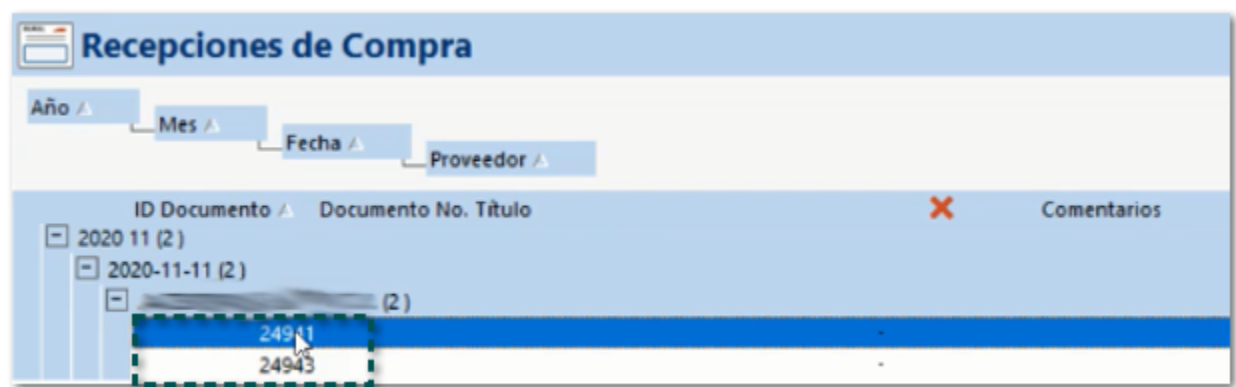 Recepciones de Compra
Año
Mes
Fecha
Proveedor
ID Documento Documento No. Título Comentarios
2020 11 (2 )
2020-11-11 (2 )
(2 )
24941 -
24943 -